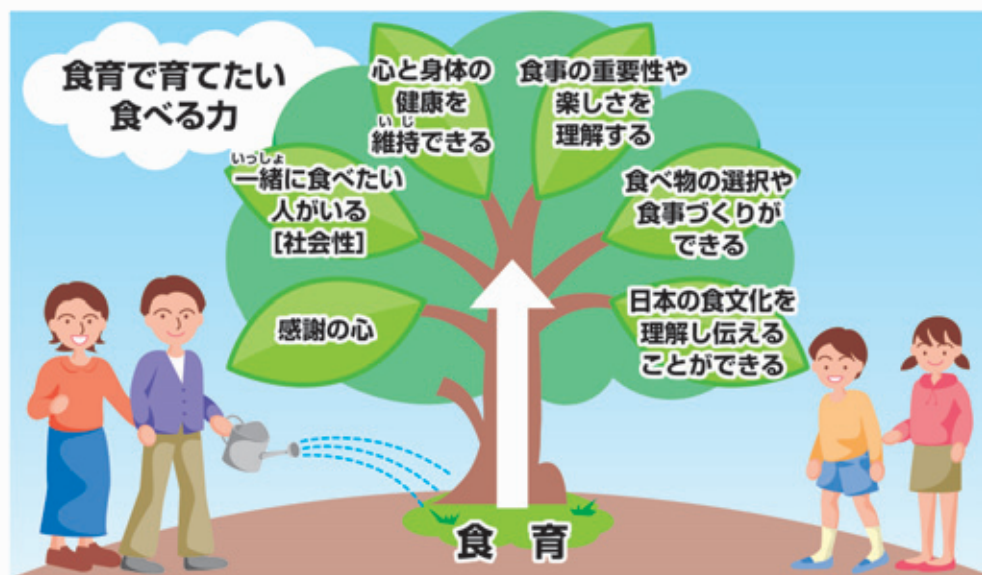 食育で育てたい
食べる力
心と身体の
健康を
いじ
維持できる
食事の重要性や
楽しさを
理解する
いっしょ
一緒に食べたい
人がいる
[社会性]
食べ物の選択や
食事づくりが
できる
感謝の心
日本の食文化を
理解し伝える
ことができる
食育